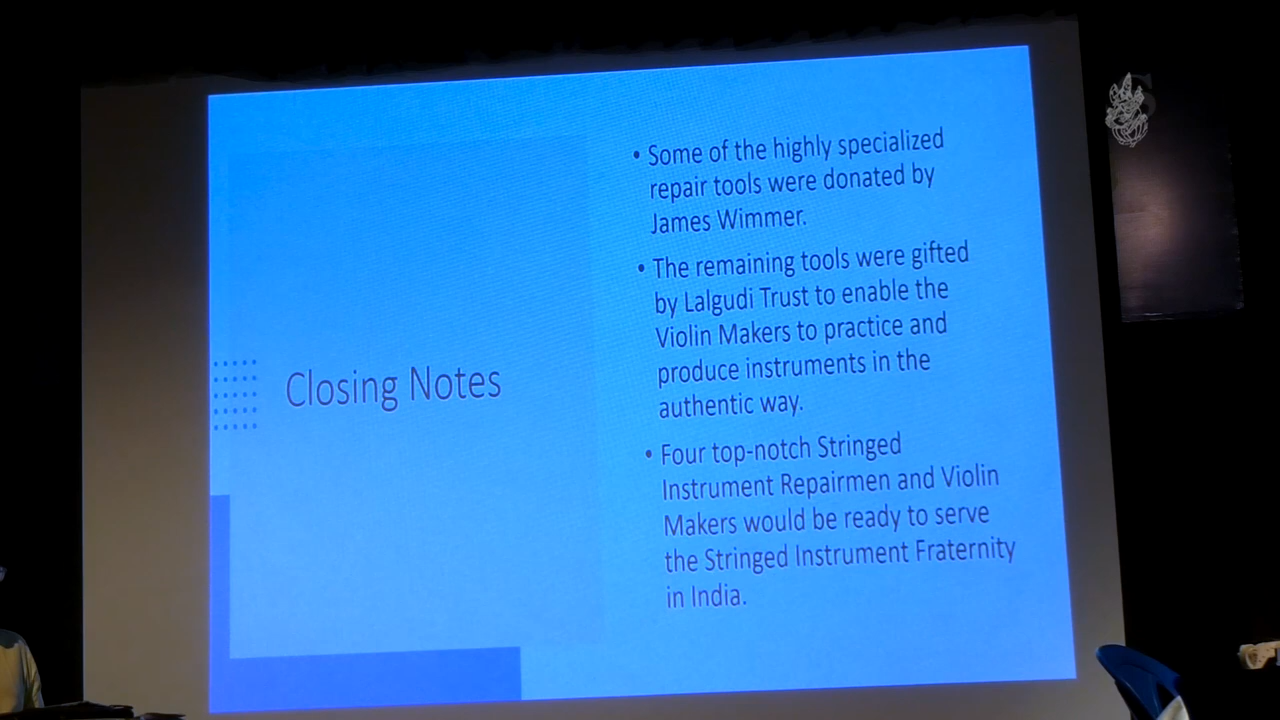 Closing Notes
• Some of the highly specialized
repair tools were donated by
James Wimmer.
• The remaining tools were gifted
by Lalgudi Trust to enable the
Violin Makers to practice and
produce instruments in the
authentic way.
• Four top-notch Stringed
Instrument Repairmen and Violin
Makers would be ready to serve
the Stringed Instrument Fraternity
in India.